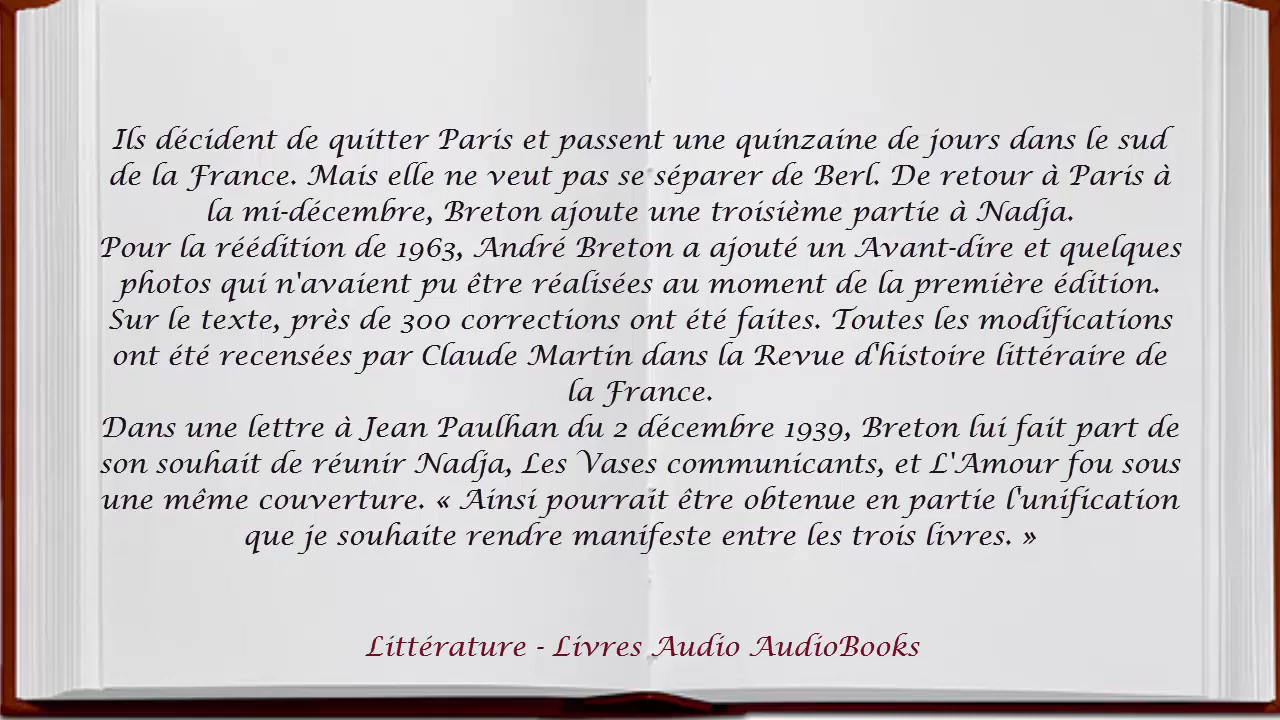 Ils décident de quitter Paris et passent une quinzaine de jours dans le sud
de la France. Mais elle ne veut pas se séparer de Berl. De retour à Paris à
la mi-décembre, Breton ajoute une troisième partie à Nadja.
Pour la réédition de 1963, André Breton a ajouté un Avant-dire et quelques
photos qui n'avaient pu être réalisées au moment de la première édition.
Sur le texte, près de 300 corrections ont été faites. Toutes les modifications
ont été recensées par Claude Martin dans la Revue d'histoire littéraire de
la France.
Dans une lettre à Jean Paulhan du 2 décembre 1939, Breton lui fait part de
son souhait de réunir Nadja, Les Vases communicants, et L'Amour fou sous
une même couverture. « Ainsi pourrait être obtenue en partie l'unification
que je souhaite rendre manifeste entre les trois livres. »
Littérature - Livres Audio AudioBooks